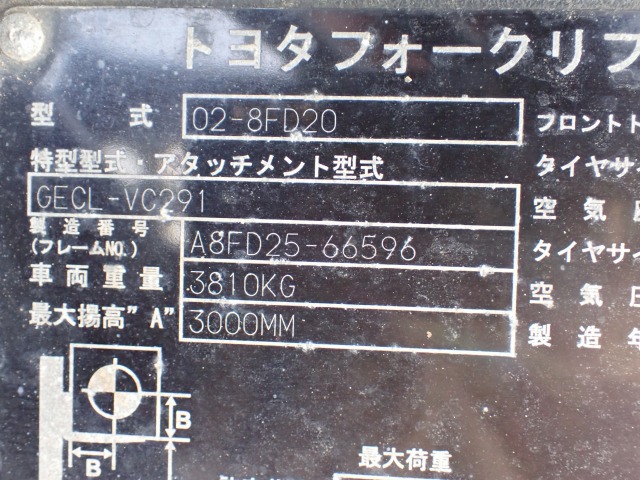 トヨタフォークリフ
型 式 02-8FD20 フロント
特型型式・アタッチメント型式 タイヤサイ
GECL-VC291 空 気
製造番号
(フレームNO.) A8FD25-66596 タイヤサイ
車両重量 3810KG 空 気 圧
最大揚高"A" 3000MM 製 造 年
B
B
最大荷重